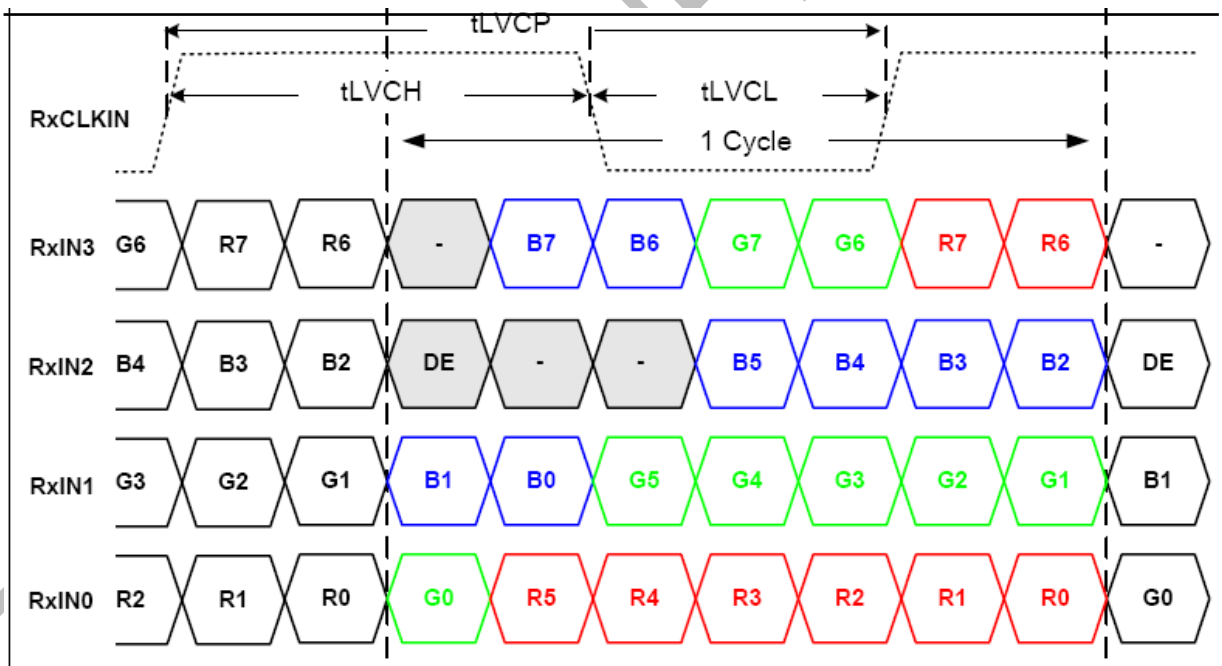 tLVCP
tLVCH tLVCL
RxCLKIN
1 Cycle
RxIN3 G6 R7 R6 - B7 B6 G7 G6 R7 R6 -
RxIN2 B4 B3 B2 DE - - B5 B4 B3 B2 DE
RxIN1 G3 G2 G1 B1 B0 G5 G4 G3 G2 G1 B1
RxIN0 R2 R1 R0 G0 R5 R4 R3 R2 R1 R0 G0